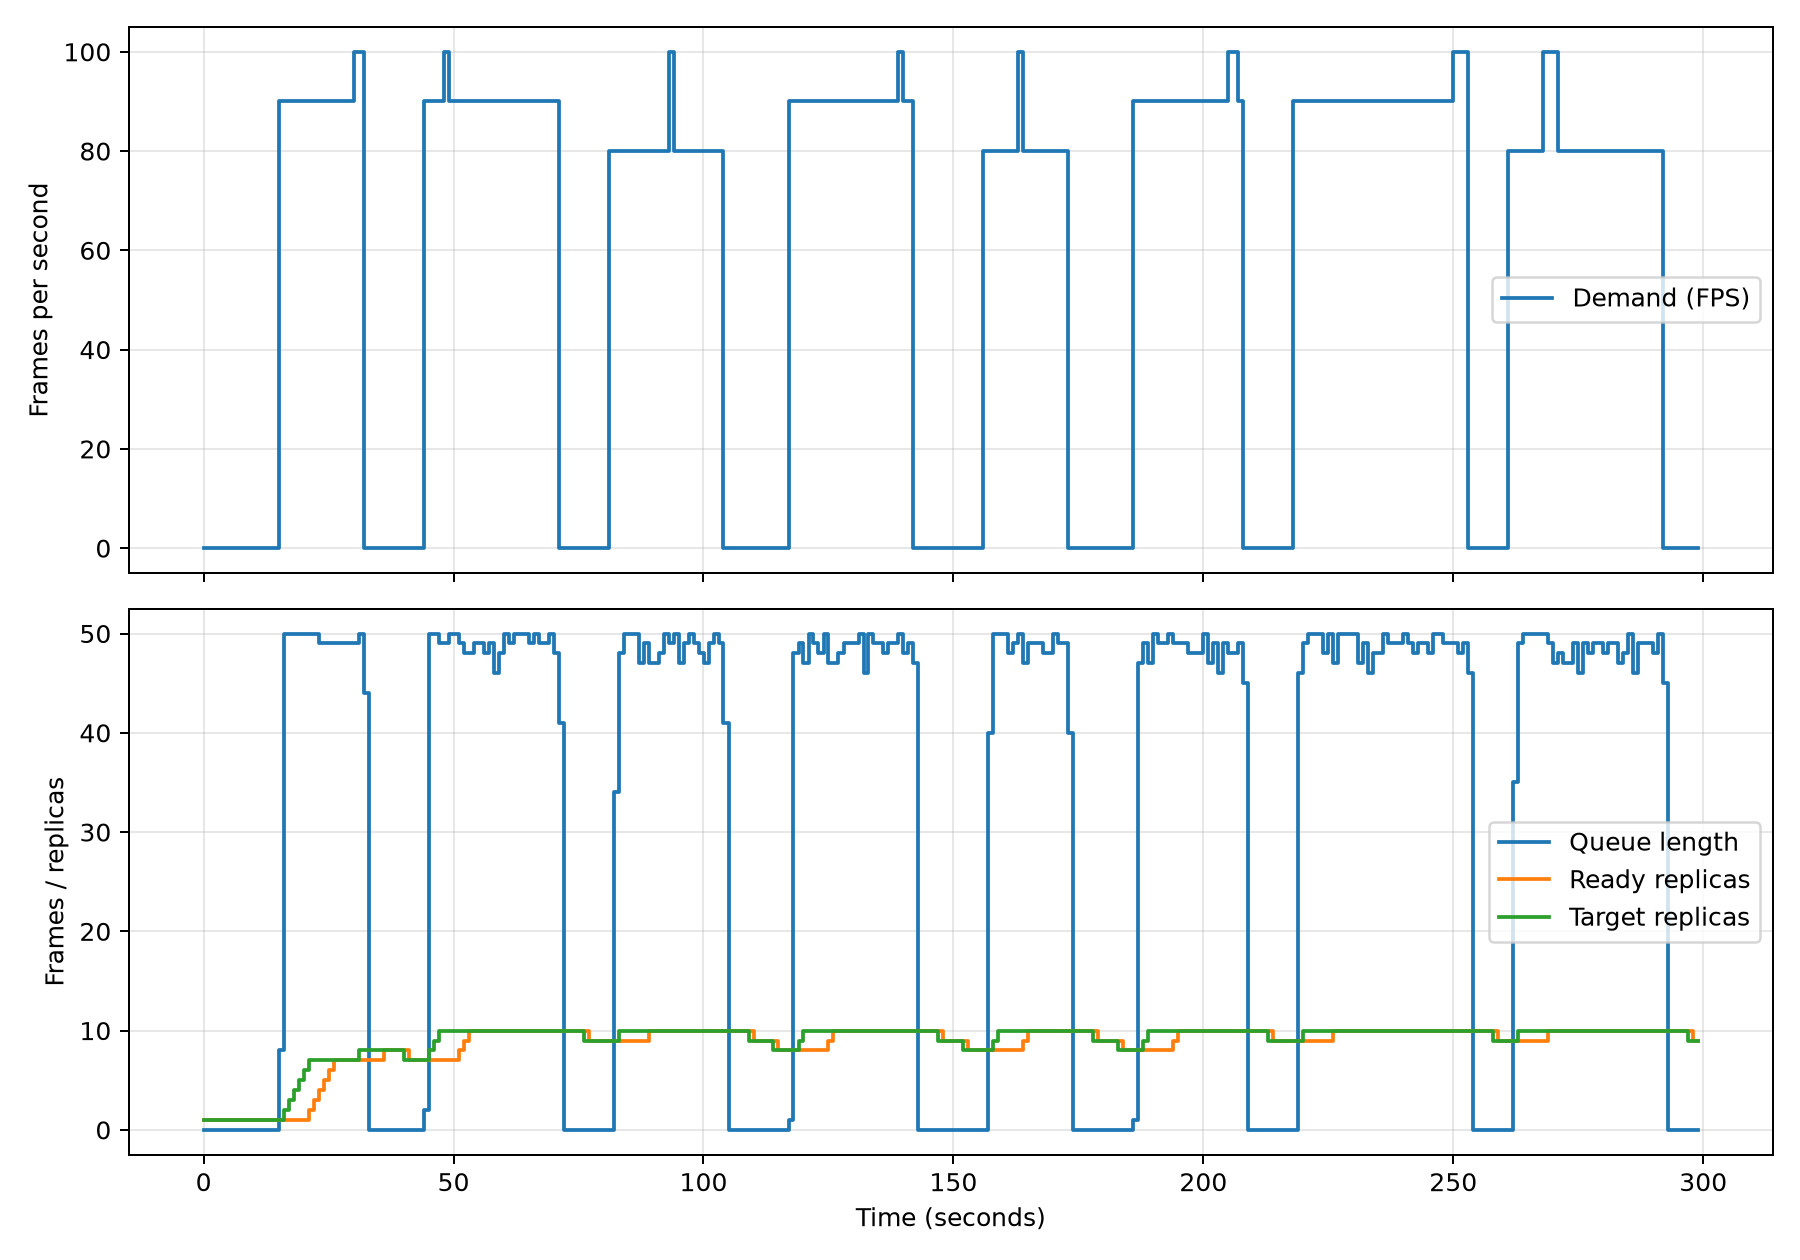 100
80
60
40
20
0
Frames per second
Demand (FPS)
50
40
30
20
10
0
Frames / replicas
Queue length
Ready replicas
Target replicas
0 50 100 150 200 250 300
Time (seconds)